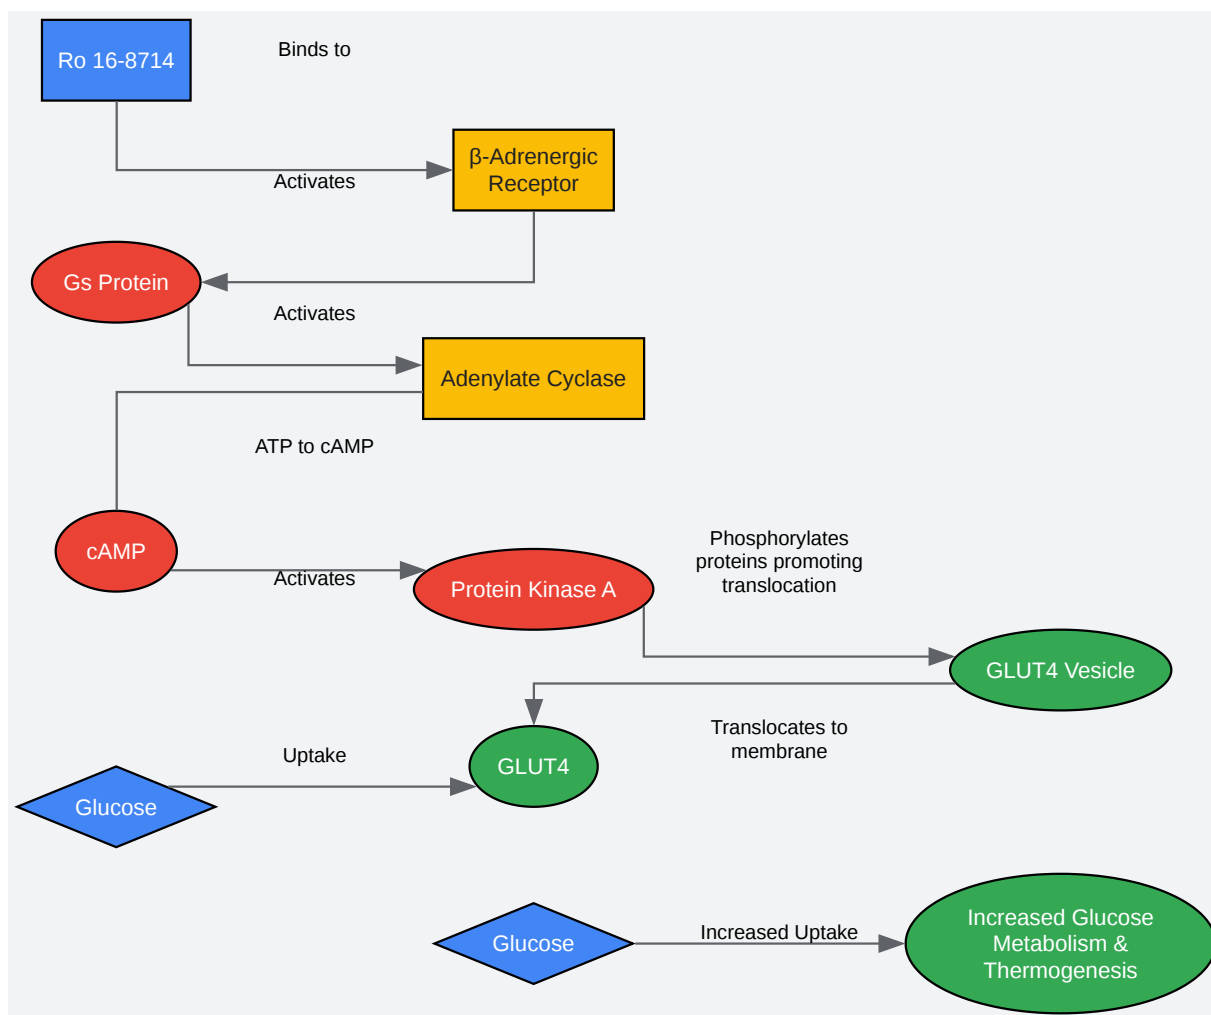 Ro 16-8714
Binds to
β-Adrenergic
Receptor
Activates
Gs Protein
Activates
Adenylate Cyclase
ATP to cAMP
cAMP
Activates
Protein Kinase A
Phosphorylates
proteins promoting
translocation
GLUT4 Vesicle
Translocates to
membrane
Uptake
GLUT4
Glucose
Glucose
Increased Uptake
Increased Glucose
Metabolism &
Thermogenesis